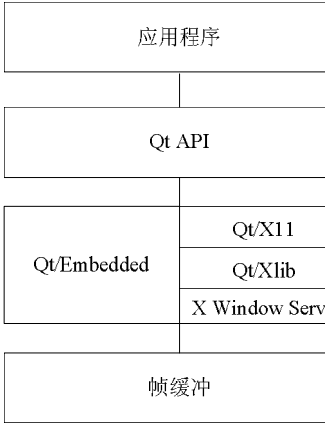 应用程序
Qt API
Qt/Embedded
Qt/X11
Qt/Xlib
X Window Serv
帧缓冲